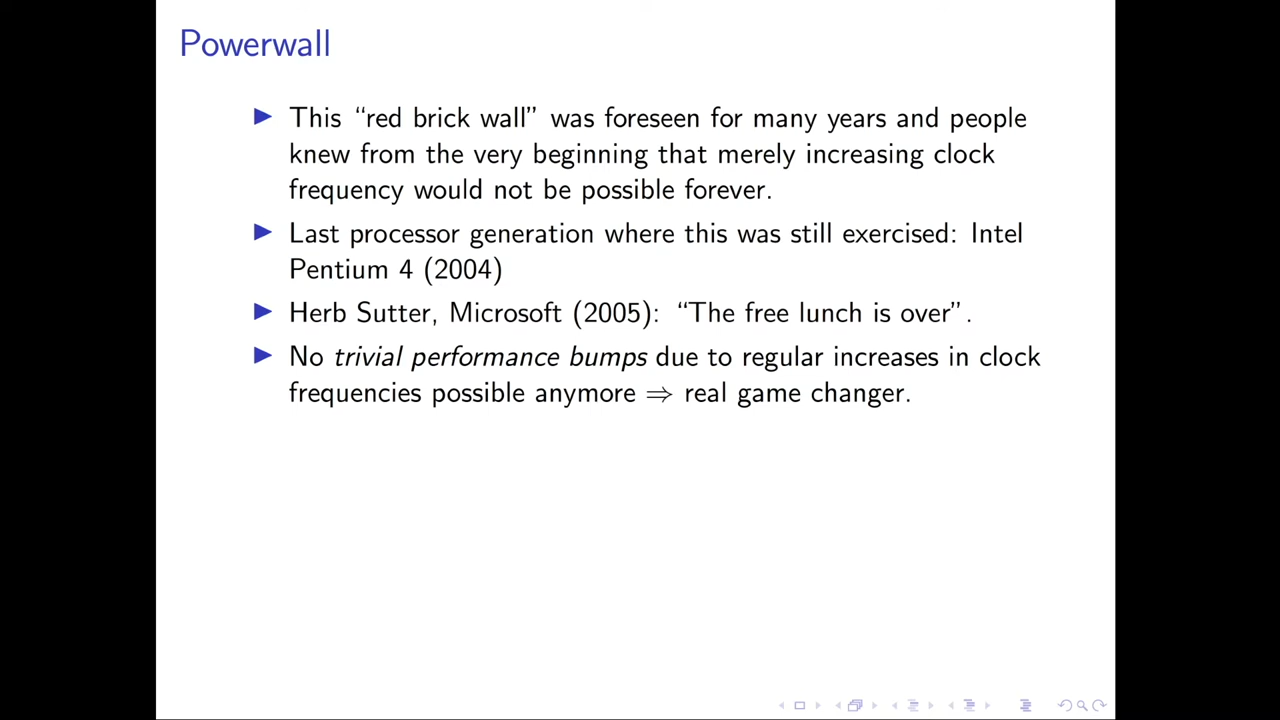 Powerwall
▶ This “red brick wall” was foreseen for many years and people
knew from the very beginning that merely increasing clock
frequency would not be possible forever.
▶ Last processor generation where this was still exercised: Intel
Pentium 4 (2004)
▶ Herb Sutter, Microsoft (2005): “The free lunch is over”.
▶ No trivial performance bumps due to regular increases in clock
frequencies possible anymore ⇒ real game changer.